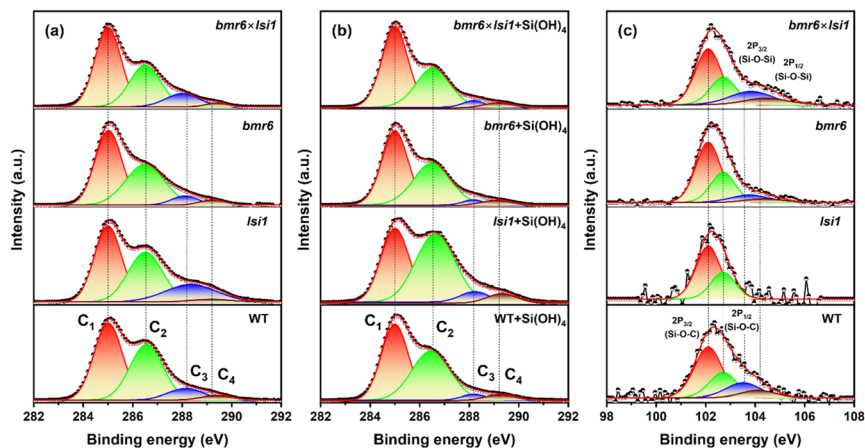 (a)
bmr6×lsi1
bmr6
lsi1
WT
C1
C2
C3
C4
Intensity (a.u.)
282 284 286 288 290 292
Binding energy (eV)
(b)
bmr6×lsi1+Si(OH)4
bmr6+Si(OH)4
lsi1+Si(OH)4
WT+Si(OH)4
C1
C2
C3
C4
Intensity (a.u.)
282 284 286 288 290 292
Binding energy (eV)
(c)
bmr6×lsi1
2P3/2
(Si-O-Si)
2P1/2
(Si-O-Si)
bmr6
lsi1
WT
2P3/2
(Si-O-C)
2P1/2
(Si-O-C)
Intensity (a.u.)
98 100 102 104 106 108
Binding energy (eV)